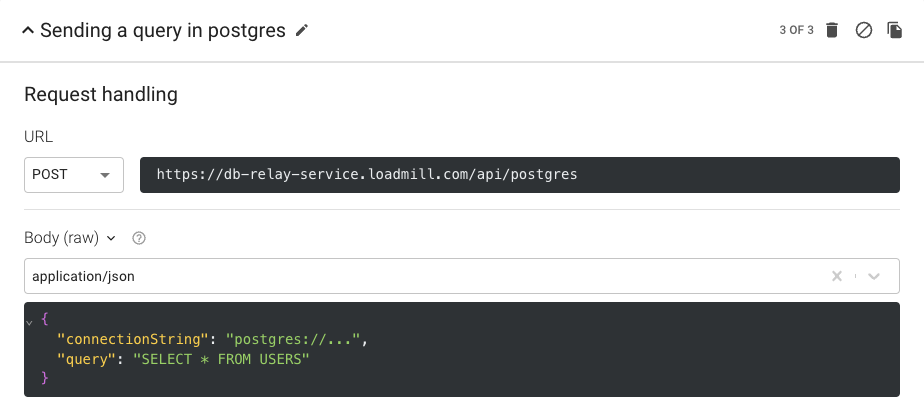 Sending a query in postgres
3 OF 3
Request handling
URL
POST
https://db-relay-service.loadmill.com/api/postgres
Body (raw)
application/json
{
"connectionString": "postgres://...",
"query": "SELECT * FROM USERS"
}